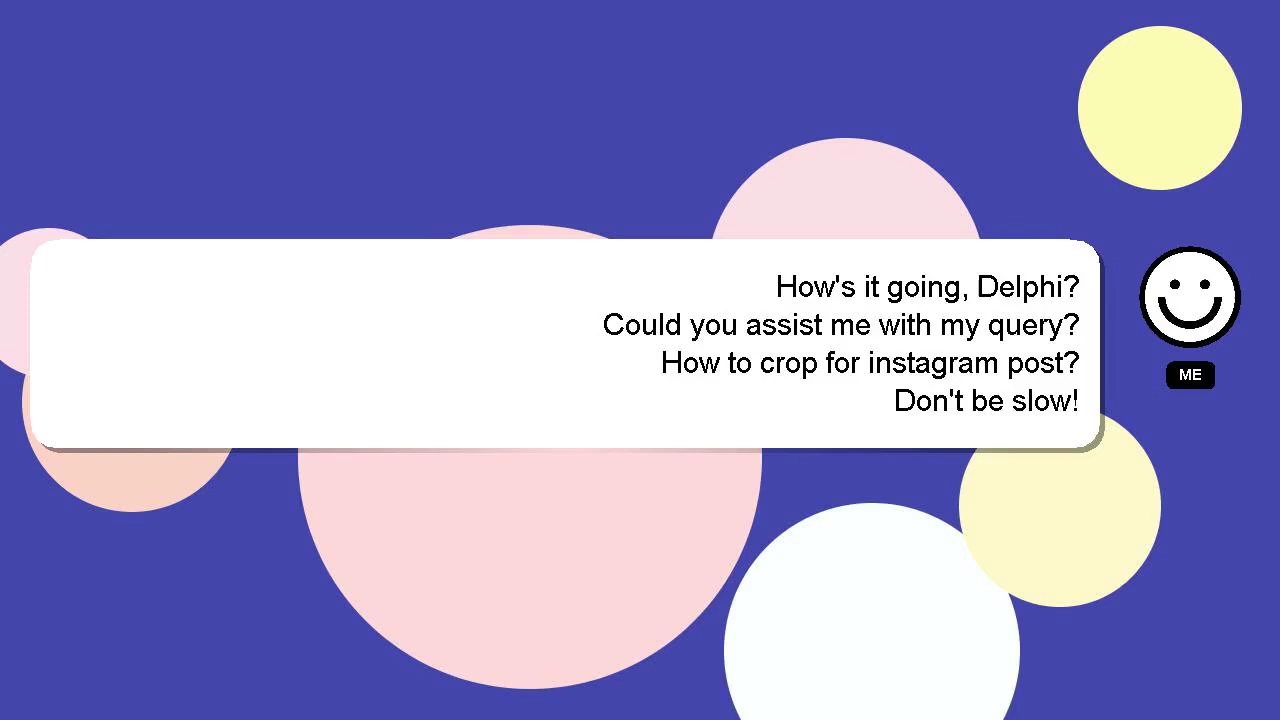 How's it going, Delphi?
Could you assist me with my query?
How to crop for instagram post?
Don't be slow!
ME